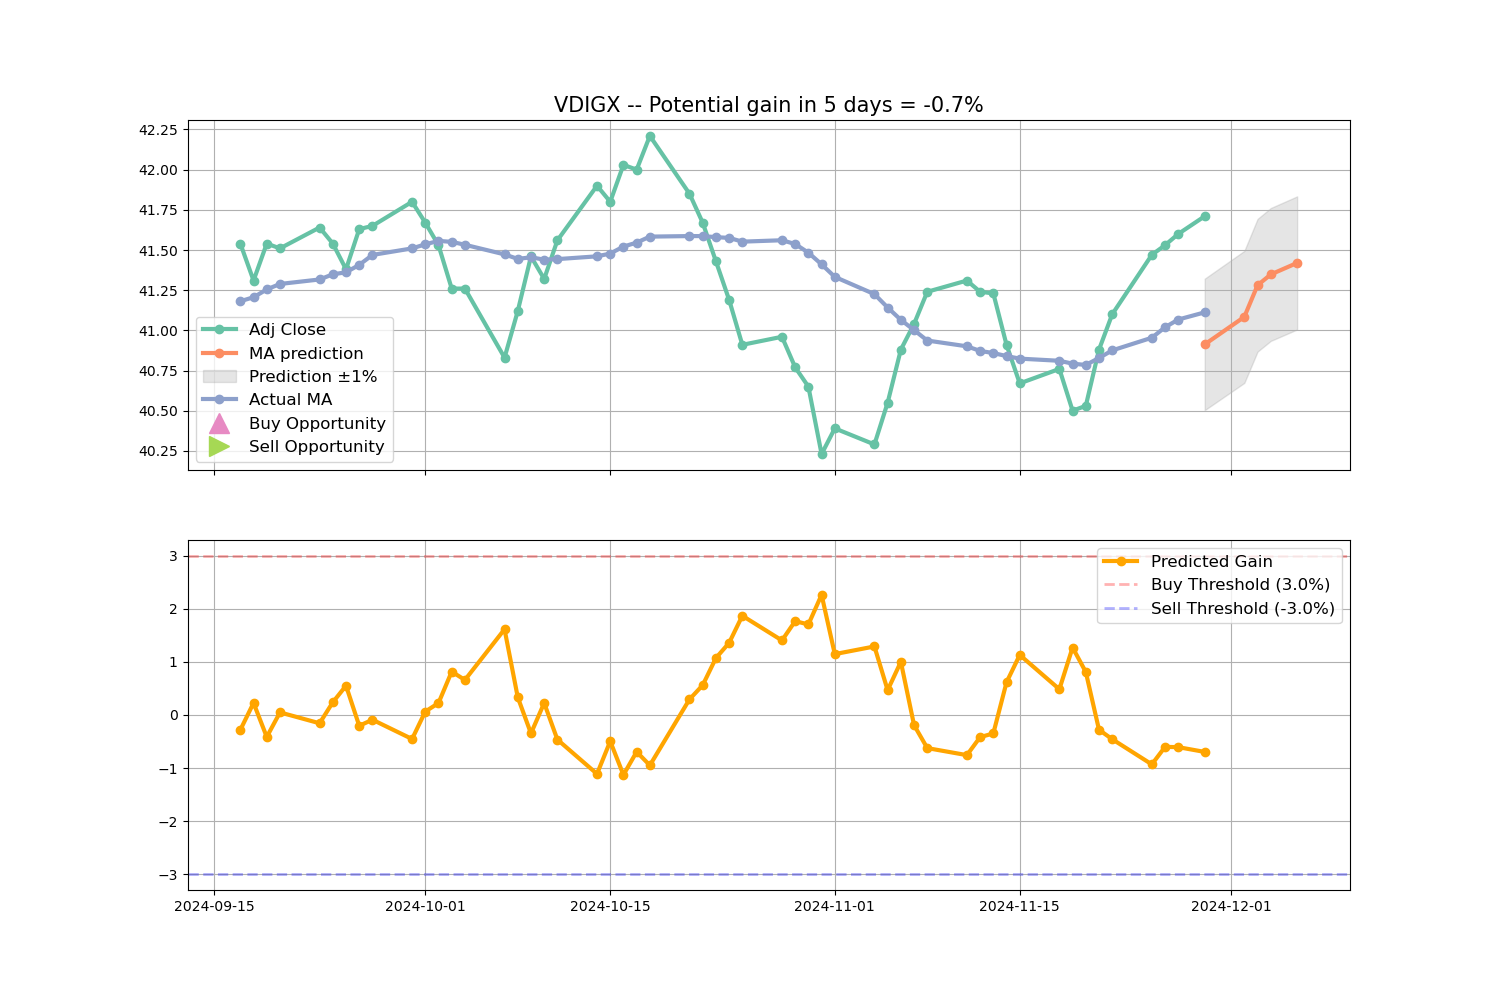 VDIGX -- Potential gain in 5 days = -0.7%
42.25
42.00
41.75
41.50
41.25
41.00
40.75
40.50
40.25
Adj Close
MA prediction
Prediction ±1%
Actual MA
Buy Opportunity
Sell Opportunity
3
2
1
0
−1
−2
−3
Predicted Gain
Buy Threshold (3.0%)
Sell Threshold (-3.0%)
2024-09-15
2024-10-01
2024-10-15
2024-11-01
2024-11-15
2024-12-01